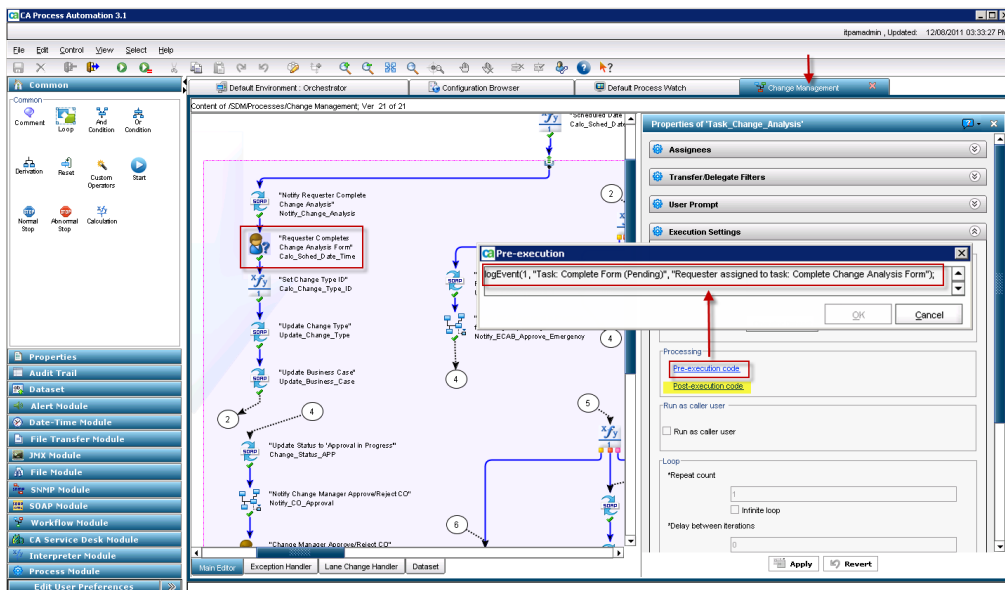 CA Process Automation 3.1
itpamadmin , Updated: 12/08/2011 03:33:27 PM
File Edit Control View Select Help
Common
Default Environment : Orchestrator
Configuration Browser
Default Process Watch
Change Management
Common
Comment
Loop
And Condition
Or Condition
Derivation
Reset
Custom Operators
Start
Normal Stop
Abnormal Stop
Calculation
Properties
Audit Trail
Dataset
Alert Module
Date-Time Module
File Transfer Module
JMX Module
File Module
SNMP Module
SOAP Module
Workflow Module
CA Service Desk Module
Interpreter Module
Process Module
Edit User Preferences
Content of /SDM/Processes/Change Management; Ver 21 of 21
"Scheduled Date
Calc_Sched_Date
"Notify Requester Complete
Change Analysis"
Notify_Change_Analysis
"Requester Completes
Change Analysis Form"
Calc_Sched_Date_Time
"Set Change Type ID"
Calc_Change_Type_ID
"Update Change Type"
Update_Change_Type
"Update Business Case"
Update_Business_Case
2
4
"Update Status to 'Approval in Progress'"
Change_Status_APP
"Notify Change Manager Approve/Reject CO"
Notify_CO_Approval
"Change Manager Approve/Reject CO"
2
Notify_ECAB_Approve_Emergency
4
4
5
6
Main Editor
Exception Handler
Lane Change Handler
Dataset
Properties of 'Task_Change_Analysis'
Assignees
Transfer/Delegate Filters
User Prompt
Execution Settings
Pre-execution
logEvent(1, "Task: Complete Form (Pending)", "Requester assigned to task: Complete Change Analysis Form");
OK
Cancel
Processing
Pre-execution code
Post-execution code
Run as caller user
Run as caller user
Loop
*Repeat count
1
Infinite loop
*Delay between iterations
0
Apply
Revert